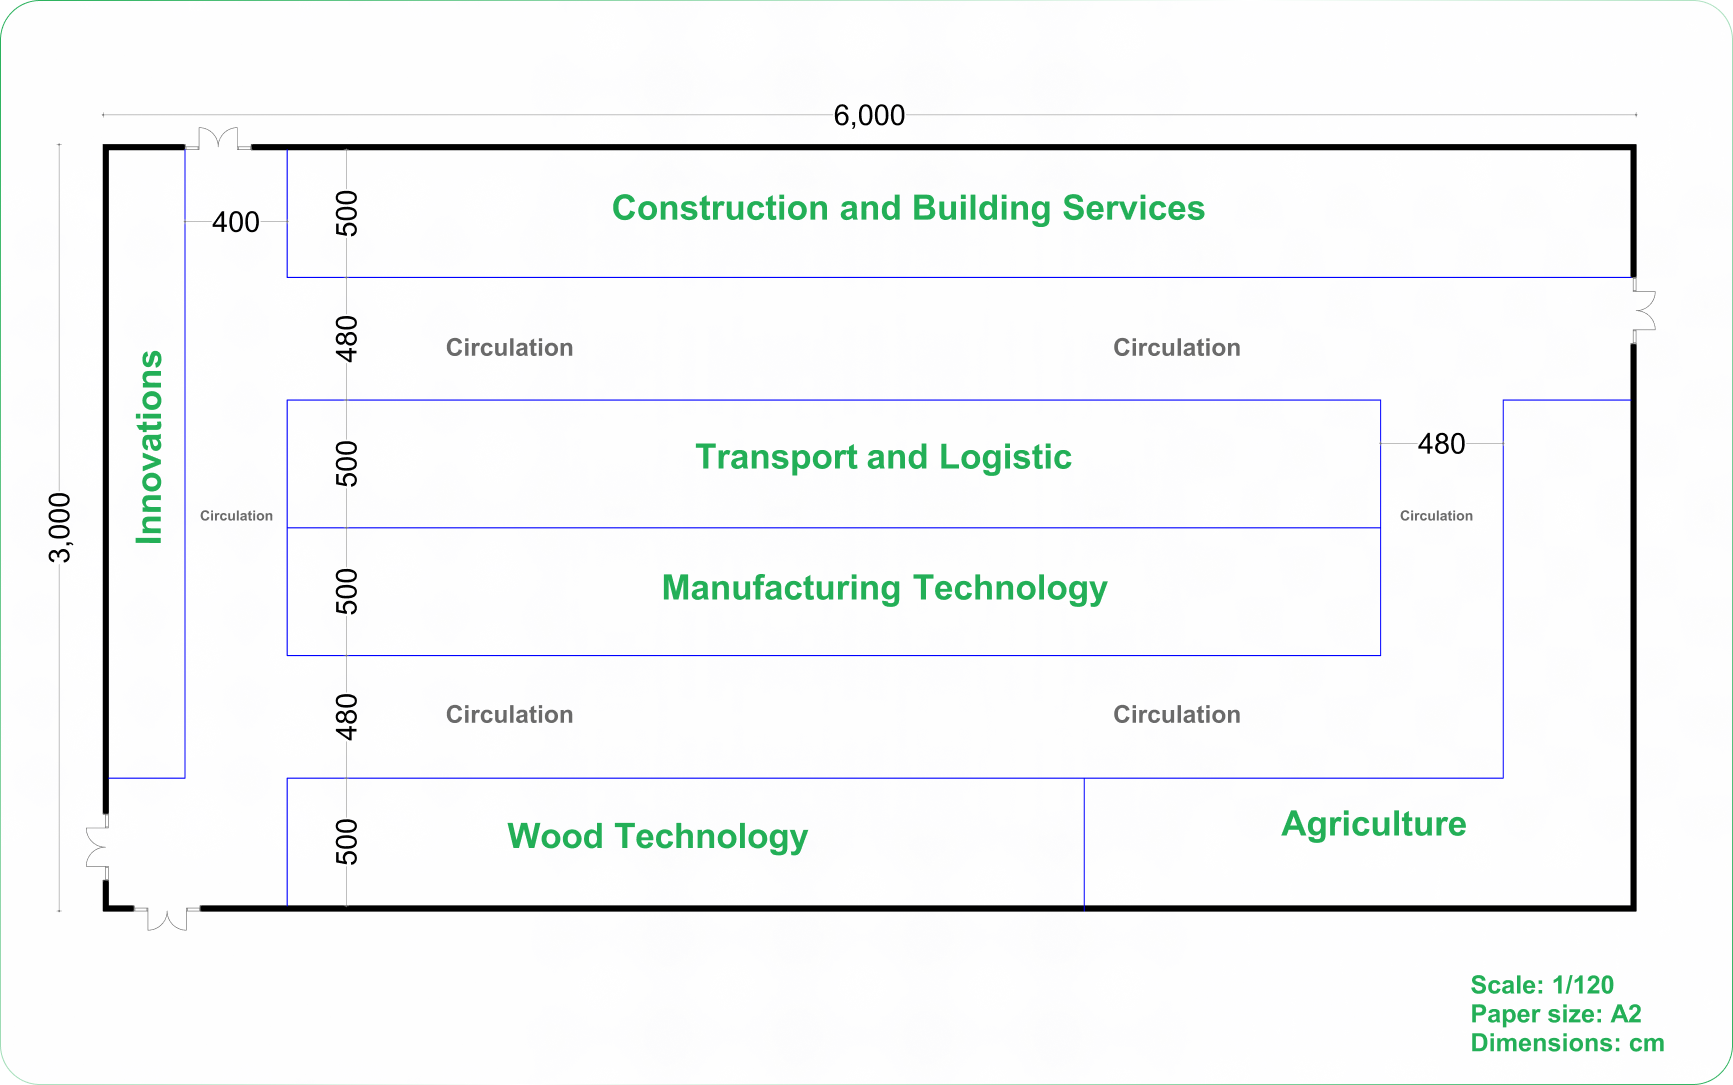 6,000
Construction and Building Services
500
400
480
Circulation
Circulation
Innovations
Transport and Logistic
500
480
3,000
Circulation
Circulation
Manufacturing Technology
500
480
Circulation
Circulation
Wood Technology
500
Agriculture
Scale: 1/120
Paper size: A2
Dimensions: cm